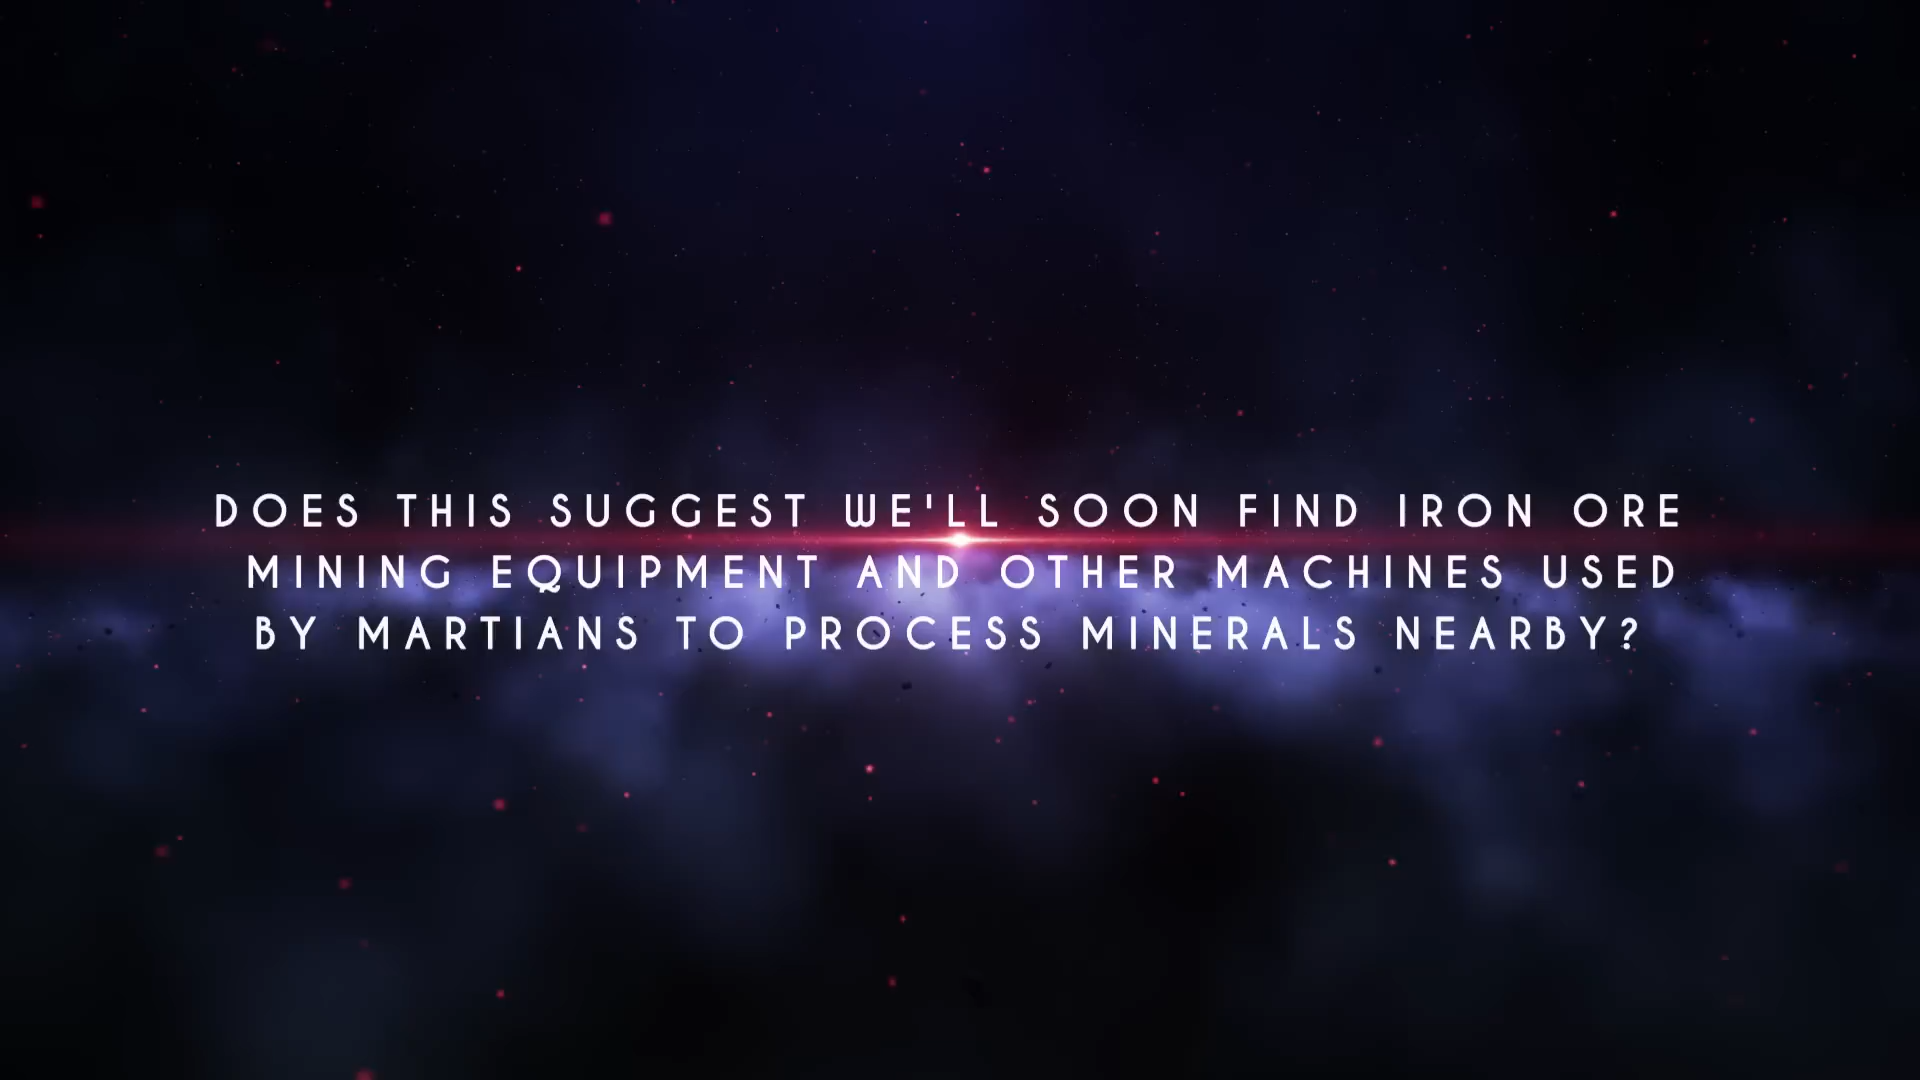 DOES THIS SUGGEST WE'LL SOON FIND IRON ORE
MINING EQUIPMENT AND OTHER MACHINES USED
BY MARTIANS TO PROCESS MINERALS NEARBY?